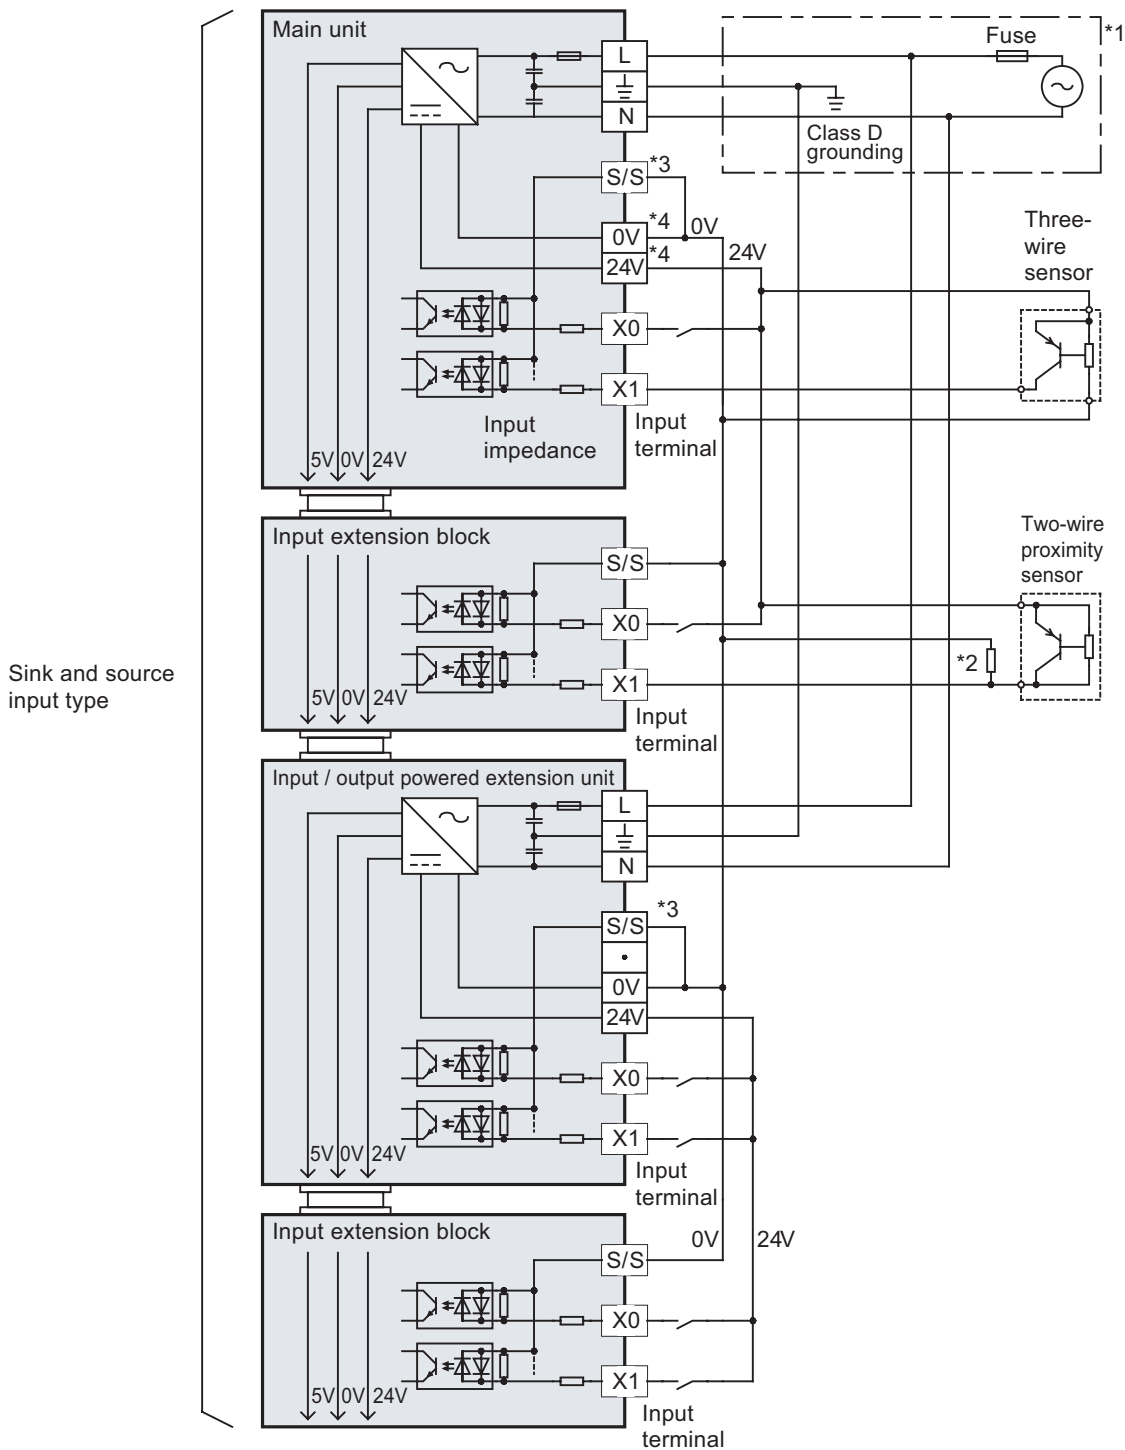 Main unit
L
N
Fuse
*1
Class D
grounding
S/S
*3
0V
*4
0V
24V
*4
24V
Three-
wire
sensor
X0
X1
Input
impedance
Input
terminal
5V
0V
24V
Input extension block
S/S
X0
X1
Input
terminal
5V
0V
24V
Two-wire
proximity
sensor
*2
Sink and source
input type
Input / output powered extension unit
L
N
S/S
*3
•
0V
24V
X0
X1
Input
terminal
5V
0V
24V
Input extension block
S/S
0V
24V
X0
X1
Input
terminal
5V
0V
24V